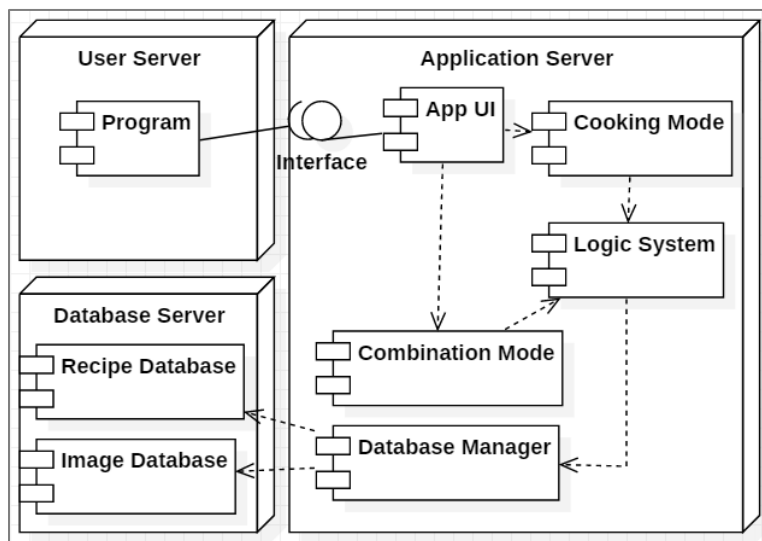 User Server
Program
Interface
Application Server
App UI
Cooking Mode
Logic System
Combination Mode
Database Manager
Database Server
Recipe Database
Image Database